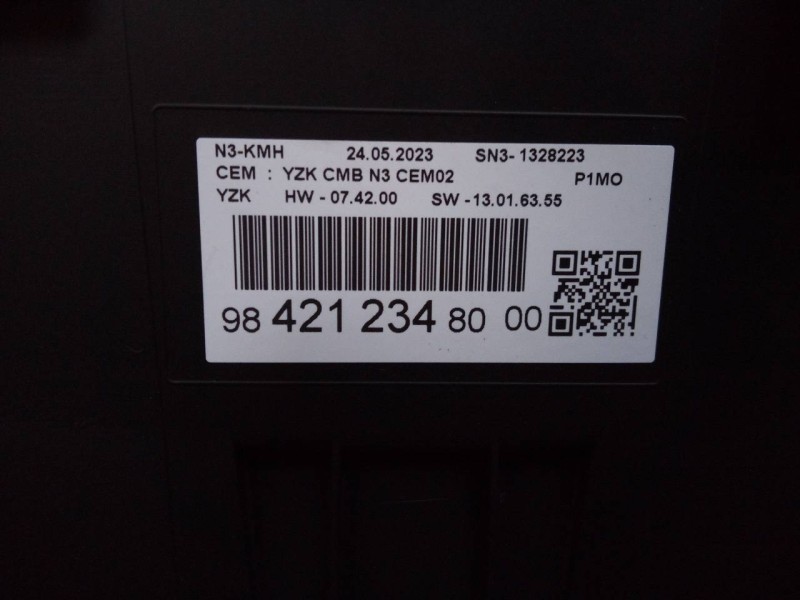 N3-KMH 24.05.2023 SN3- 1328223
CEM : YZK CMB N3 CEM02 P1MO
YZK HW - 07.42.00 SW -13.01.63.55
98 421 234 80 00